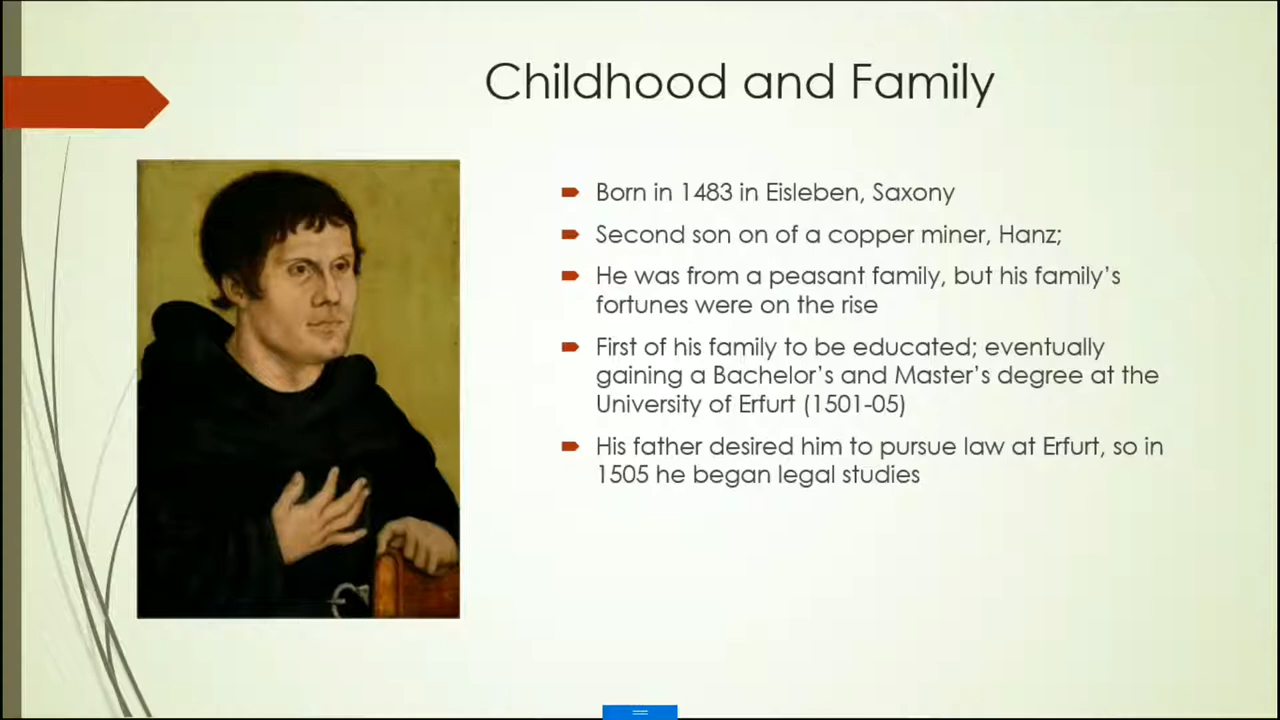 Childhood and Family
Born in 1483 in Eisleben, Saxony
Second son on of a copper miner, Hanz;
He was from a peasant family, but his family's
fortunes were on the rise
First of his family to be educated; eventually
gaining a Bachelor's and Master's degree at the
University of Erfurt (1501-05)
His father desired him to pursue law at Erfurt, so in
1505 he began legal studies